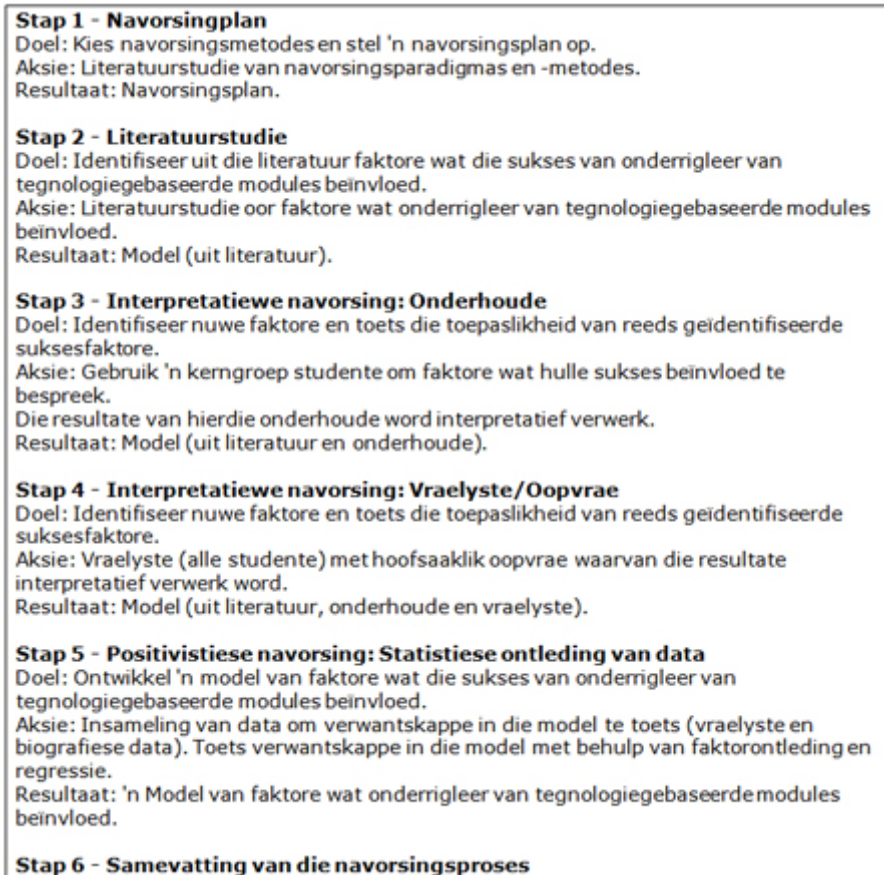 Stap 1 - Navorsingplan
Doel: Kies navorsingsmetodes en stel 'n navorsingsplan op.
Aksie: Literatuurstudie van navorsingsparadigmas en -metodes.
Resultaat: Navorsingsplan.
Stap 2 - Literatuurstudie
Doel: Identifiseer uit die literatuur faktore wat die sukses van onderrigleer van
tegnologiegebaseerde modules beïnvloed.
Aksie: Literatuurstudie oor faktore wat onderrigleer van tegnologiegebaseerde modules
beïnvloed.
Resultaat: Model (uit literatuur).
Stap 3 - Interpretatiewe navorsing: Onderhoude
Doel: Identifiseer nuwe faktore en toets die toepaslikheid van reeds geïdentifiseerde
suksesfaktore.
Aksie: Gebruik 'n kerngroep studente om faktore wat hulle sukses beïnvloed te
bespreek.
Die resultate van hierdie onderhoude word interpretatief verwerk.
Resultaat: Model (uit literatuur en onderhoude).
Stap 4 - Interpretatiewe navorsing: Vraelyste/Oopvrae
Doel: Identifiseer nuwe faktore en toets die toepaslikheid van reeds geïdentifiseerde
suksesfaktore.
Aksie: Vraelyste (alle studente) met hoofsaaklik oopvrae waarvan die resultate
interpretatief verwerk word.
Resultaat: Model (uit literatuur, onderhoude en vraelyste).
Stap 5 - Positivistiese navorsing: Statistiese ontleding van data
Doel: Ontwikkel 'n model van faktore wat die sukses van onderrigleer van
tegnologiegebaseerde modules beïnvloed.
Aksie: Insameling van data om verwantskappe in die model te toets (vraelyste en
biografiese data). Toets verwantskappe in die model met behulp van faktorontleding en
regressie.
Resultaat: 'n Model van faktore wat onderrigleer van tegnologiegebaseerde modules
beïnvloed.
Stap 6 - Samevatting van die navorsingsproses